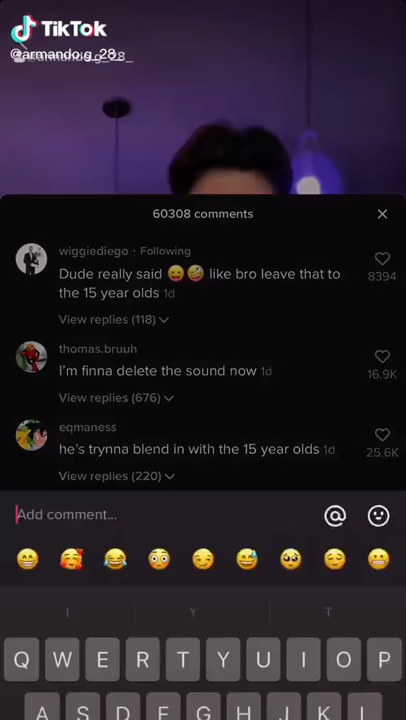 TikTok
@armando.g_28_
60308 comments
wiggiediego · Following
Dude really said 😛🤪 like bro leave that to
the 15 year olds 1d
8394
View replies (118)
thomas.bruuh
I'm finna delete the sound now 1d
16.9K
View replies (676)
eqmaness
he's trynna blend in with the 15 year olds 1d
25.6K
View replies (220)
Add comment...
I Y T
Q W E R T Y U I O P
A S D F G H J K L